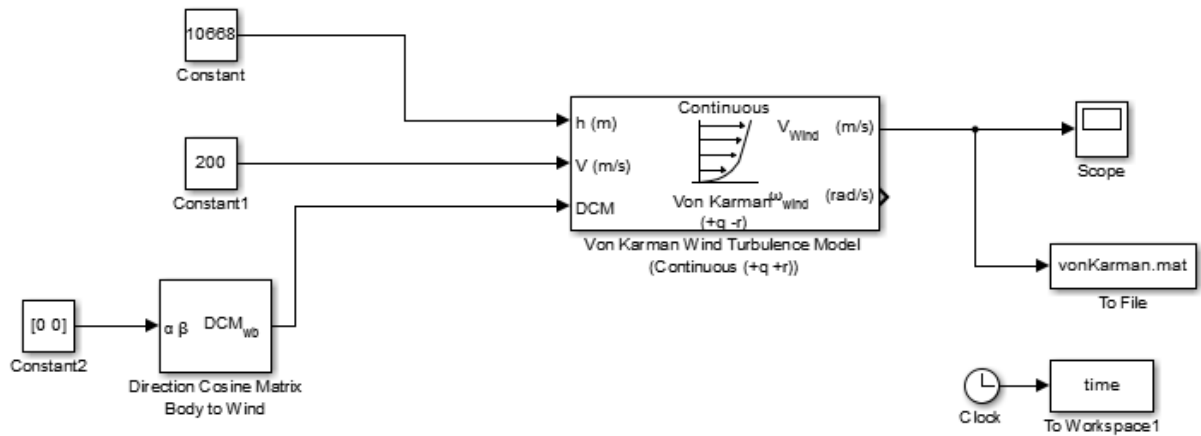 10668
Constant
200
Constant1
[0 0]
Constant2
α β
DCMwb
Direction Cosine Matrix
Body to Wind
Continuous
h (m)
V (m/s)
DCM
VWind (m/s)
Von Karman ωwind (rad/s)
(+q -r)
Von Karman Wind Turbulence Model
(Continuous (+q +r))
Scope
vonKarman.mat
To File
Clock
time
To Workspace1